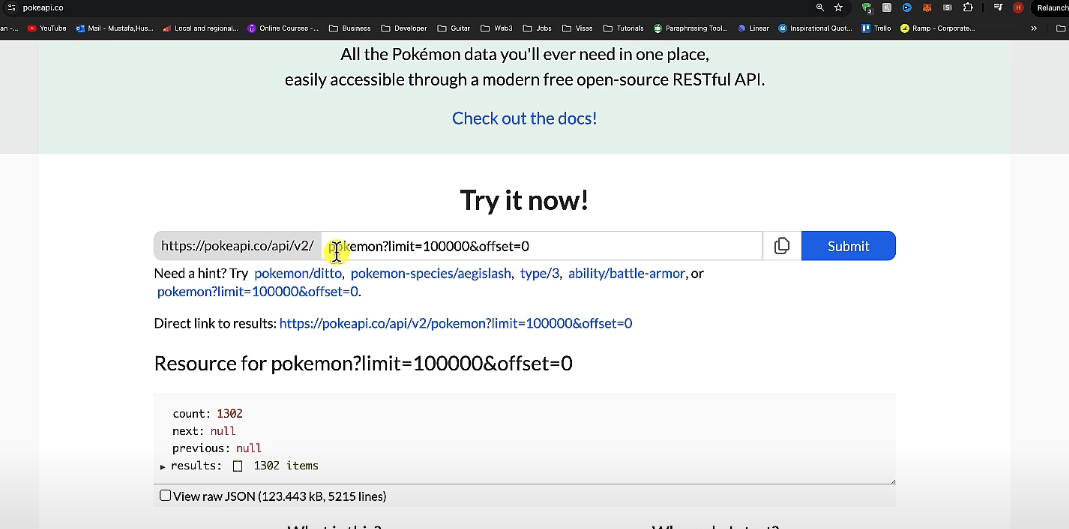 pokeapi.co
Relaunch
an -... YouTube Mail - Mustafa,Hus... Local and regional... Online Courses -... Business Developer Guitar Web3 Jobs Visse Tutorials Paraphrasing Tool... Linear Inspirational Quot... Trello Ramp - Corporate... »
All the Pokémon data you'll ever need in one place,
easily accessible through a modern free open-source RESTful API.
Check out the docs!
Try it now!
https://pokeapi.co/api/v2/ pokemon?limit=100000&offset=0 Submit
Need a hint? Try pokemon/ditto, pokemon-species/aegislash, type/3, ability/battle-armor, or
pokemon?limit=100000&offset=0.
Direct link to results: https://pokeapi.co/api/v2/pokemon?limit=100000&offset=0
Resource for pokemon?limit=100000&offset=0
count: 1302
next: null
previous: null
▸ results: [] 1302 items
View raw JSON (123.443 kB, 5215 lines)